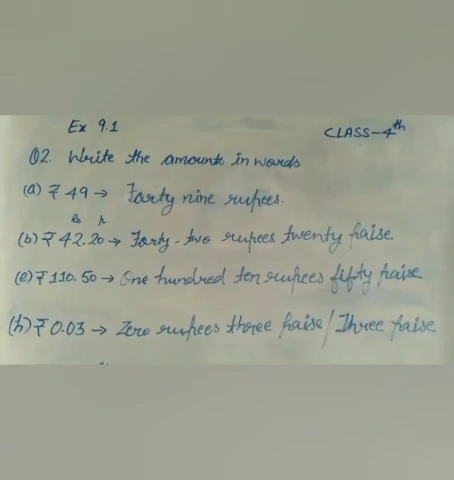 Ex 9.1
CLASS-4th
Q2. Write the amounts in words
(a) ₹ 49 → Forty nine rupees.
Rs p
(b) ₹ 42.20 → Forty-two rupees twenty paise
(e) ₹ 110.50 → One hundred ten rupees fifty paise
(h) ₹ 0.03 → Zero rupees three paise / Three paise